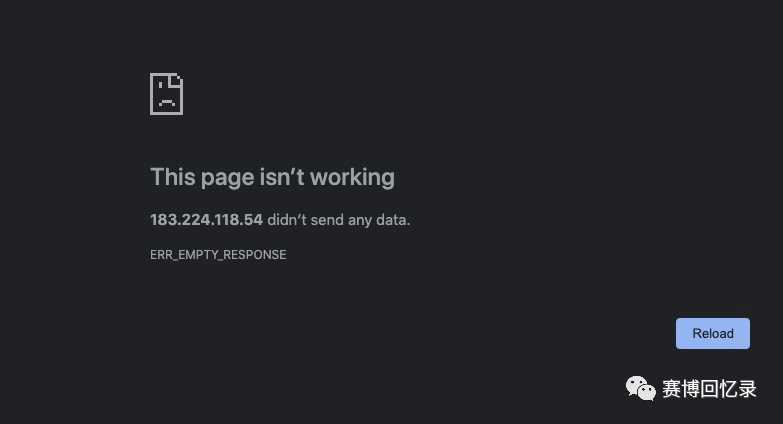 This page isn’t working
183.224.118.54 didn’t send any data.
ERR_EMPTY_RESPONSE
Reload
赛博回忆录